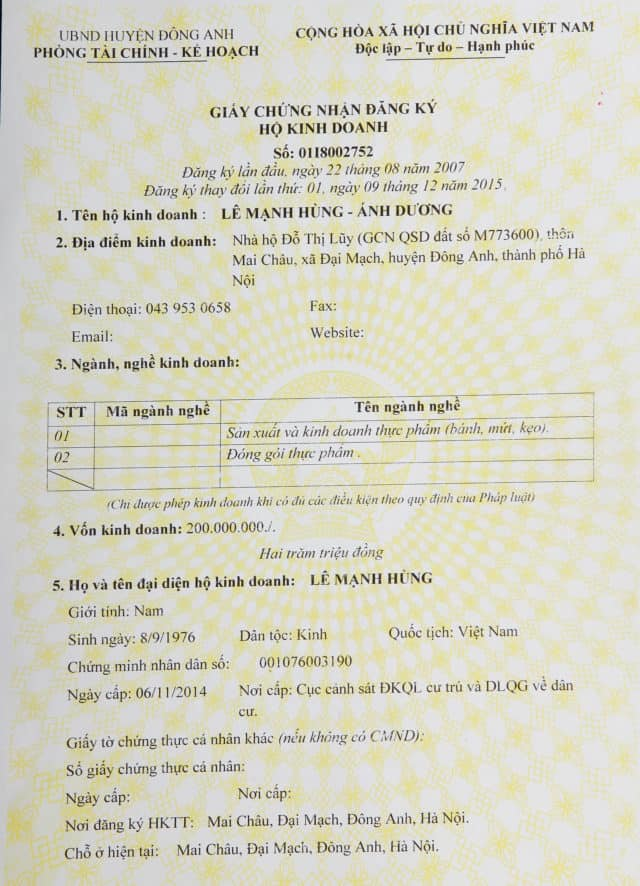 UBND HUYỆN ĐÔNG ANH
PHÒNG TÀI CHÍNH - KẾ HOẠCH
CỘNG HÒA XÃ HỘI CHỦ NGHĨA VIỆT NAM
Độc lập – Tự do – Hạnh phúc
GIẤY CHỨNG NHẬN ĐĂNG KÝ
HỘ KINH DOANH
Số: 01I8002752
Đăng ký lần đầu, ngày 22 tháng 08 năm 2007
Đăng ký thay đổi lần thứ: 01, ngày 09 tháng 12 năm 2015
1. Tên hộ kinh doanh : LÊ MẠNH HÙNG - ÁNH DƯƠNG
2. Địa điểm kinh doanh: Nhà hộ Đỗ Thị Lũy (GCN QSD đất số M773600), thôn
Mai Châu, xã Đại Mạch, huyện Đông Anh, thành phố Hà
Nội
Điện thoại: 043 953 0658 Fax:
Email: Website:
3. Ngành, nghề kinh doanh:
STT Mã ngành nghề Tên ngành nghề
01 Sản xuất và kinh doanh thực phẩm (bánh, mứt, kẹo).
02 Đóng gói thực phẩm .
(Chỉ được phép kinh doanh khi có đủ các điều kiện theo quy định của Pháp luật)
4. Vốn kinh doanh: 200.000.000./.
Hai trăm triệu đồng
5. Họ và tên đại diện hộ kinh doanh: LÊ MẠNH HÙNG
Giới tính: Nam
Sinh ngày: 8/9/1976 Dân tộc: Kinh Quốc tịch: Việt Nam
Chứng minh nhân dân số: 001076003190
Ngày cấp: 06/11/2014 Nơi cấp: Cục cảnh sát ĐKQL cư trú và DLQG về dân
cư.
Giấy tờ chứng thực cá nhân khác (nếu không có CMND):
Số giấy chứng thực cá nhân:
Ngày cấp: Nơi cấp:
Nơi đăng ký HKTT: Mai Châu, Đại Mạch, Đông Anh, Hà Nội.
Chỗ ở hiện tại: Mai Châu, Đại Mạch, Đông Anh, Hà Nội.